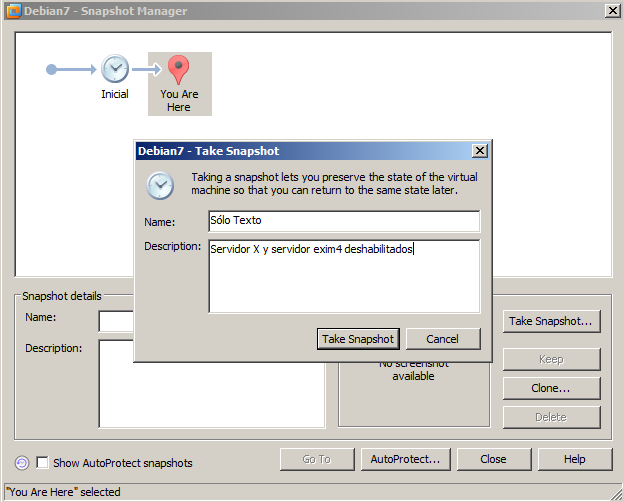 Debian7 - Snapshot Manager
Inicial
You Are
Here
Debian7 - Take Snapshot
Taking a snapshot lets you preserve the state of the virtual
machine so that you can return to the same state later.
Name:
Sólo Texto
Description:
Servidor X y servidor exim4 deshabilitados
Take Snapshot
Cancel
Snapshot details
Name:
Description:
No screenshot
available
Take Snapshot...
Keep
Clone...
Delete
Show AutoProtect snapshots
Go To
AutoProtect...
Close
Help
"You Are Here" selected